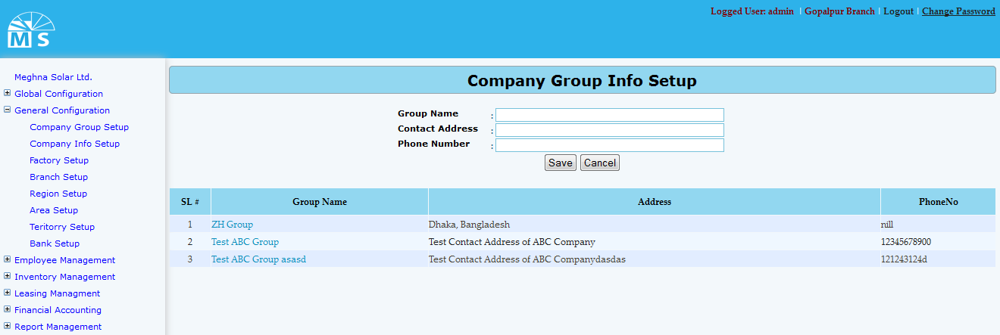 Logged User: admin | Gopalpur Branch | Logout | Change Password
M S
Meghna Solar Ltd.
Global Configuration
General Configuration
Company Group Setup
Company Info Setup
Factory Setup
Branch Setup
Region Setup
Area Setup
Teritorry Setup
Bank Setup
Employee Management
Inventory Management
Leasing Managment
Financial Accounting
Report Management
Company Group Info Setup
Group Name :
Contact Address :
Phone Number :
Save Cancel
SL # Group Name Address PhoneNo
1 ZH Group Dhaka, Bangladesh nill
2 Test ABC Group Test Contact Address of ABC Company 12345678900
3 Test ABC Group asasd Test Contact Address of ABC Companydasdas 121243124d